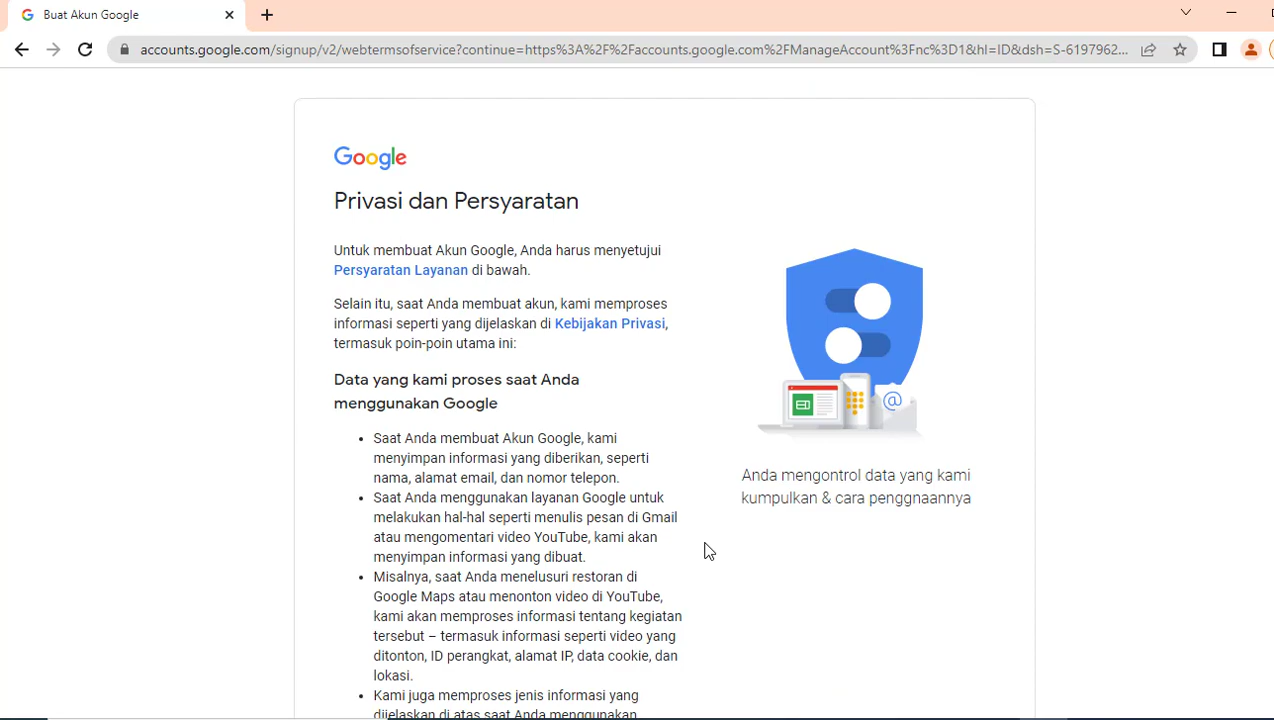 Buat Akun Google
accounts.google.com/signup/v2/webtermsofservice?continue=https%3A%2F%2Faccounts.google.com%2FManageAccount%3Fnc%3D1&hl=ID&dsh=S-6197962...
Google
Privasi dan Persyaratan
Untuk membuat Akun Google, Anda harus menyetujui
Persyaratan Layanan di bawah.
Selain itu, saat Anda membuat akun, kami memproses
informasi seperti yang dijelaskan di Kebijakan Privasi,
termasuk poin-poin utama ini:
Data yang kami proses saat Anda
menggunakan Google
• Saat Anda membuat Akun Google, kami
menyimpan informasi yang diberikan, seperti
nama, alamat email, dan nomor telepon.
• Saat Anda menggunakan layanan Google untuk
melakukan hal-hal seperti menulis pesan di Gmail
atau mengomentari video YouTube, kami akan
menyimpan informasi yang dibuat.
• Misalnya, saat Anda menelusuri restoran di
Google Maps atau menonton video di YouTube,
kami akan memproses informasi tentang kegiatan
tersebut – termasuk informasi seperti video yang
ditonton, ID perangkat, alamat IP, data cookie, dan
lokasi.
• Kami juga memproses jenis informasi yang
dijelaskan di atas saat Anda menggunakan
@
Anda mengontrol data yang kami
kumpulkan & cara penggnaannya